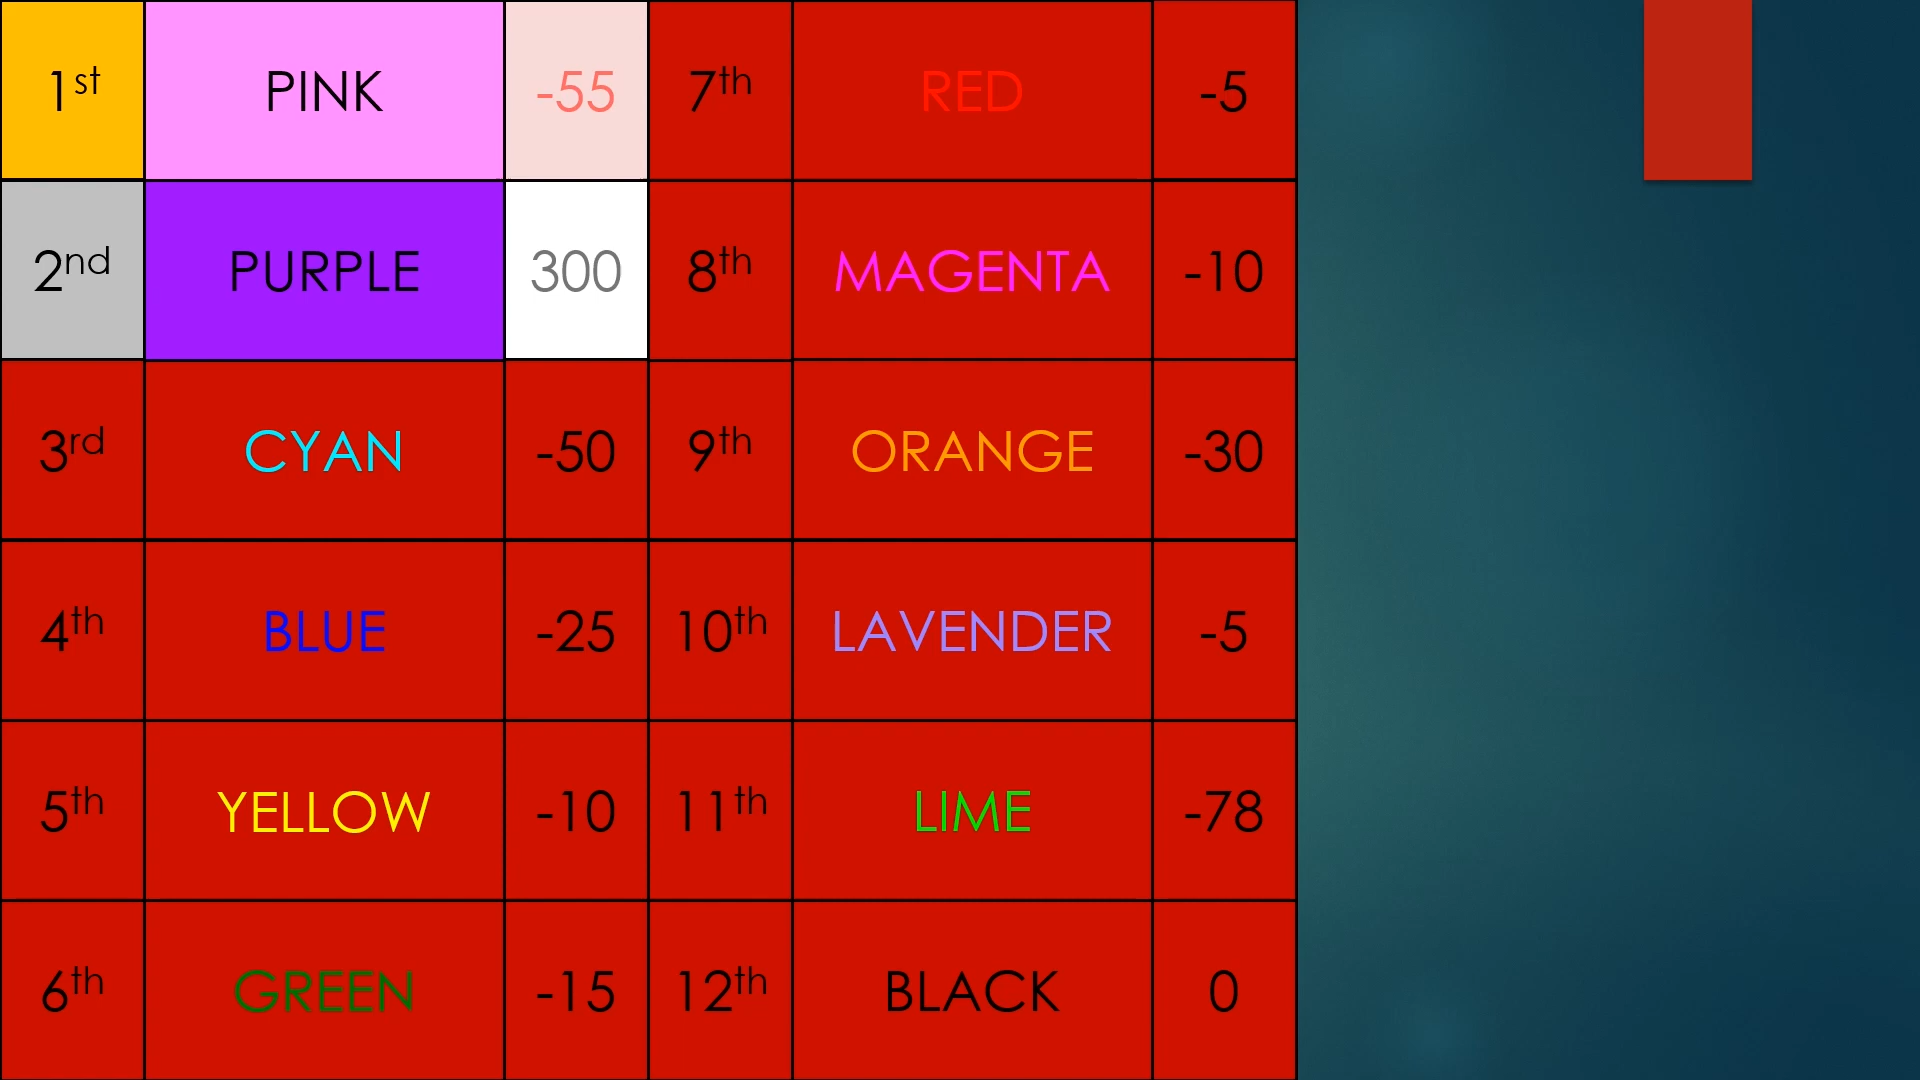 1st PINK -55 7th RED -5
2nd PURPLE 300 8th MAGENTA -10
3rd CYAN -50 9th ORANGE -30
4th BLUE -25 10th LAVENDER -5
5th YELLOW -10 11th LIME -78
6th GREEN -15 12th BLACK 0